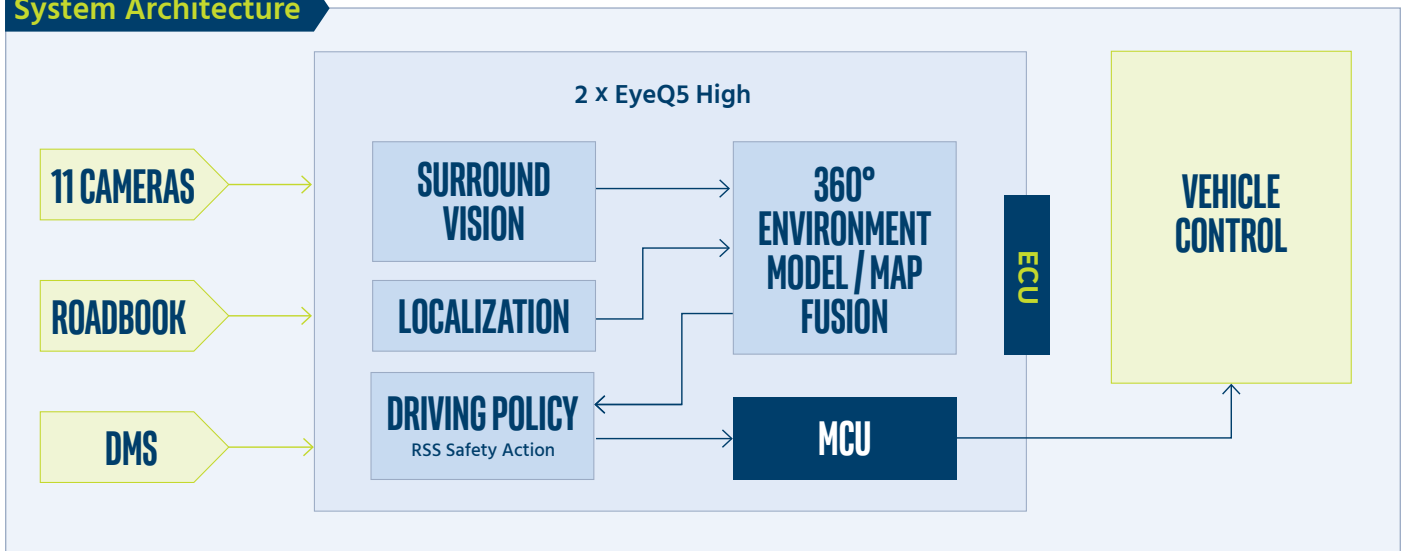 System Architecture
2 x EyeQ5 High
11 CAMERAS
ROADBOOK
DMS
SURROUND
VISION
LOCALIZATION
DRIVING POLICY
RSS Safety Action
360°
ENVIRONMENT
MODEL / MAP
FUSION
MCU
ECU
VEHICLE
CONTROL